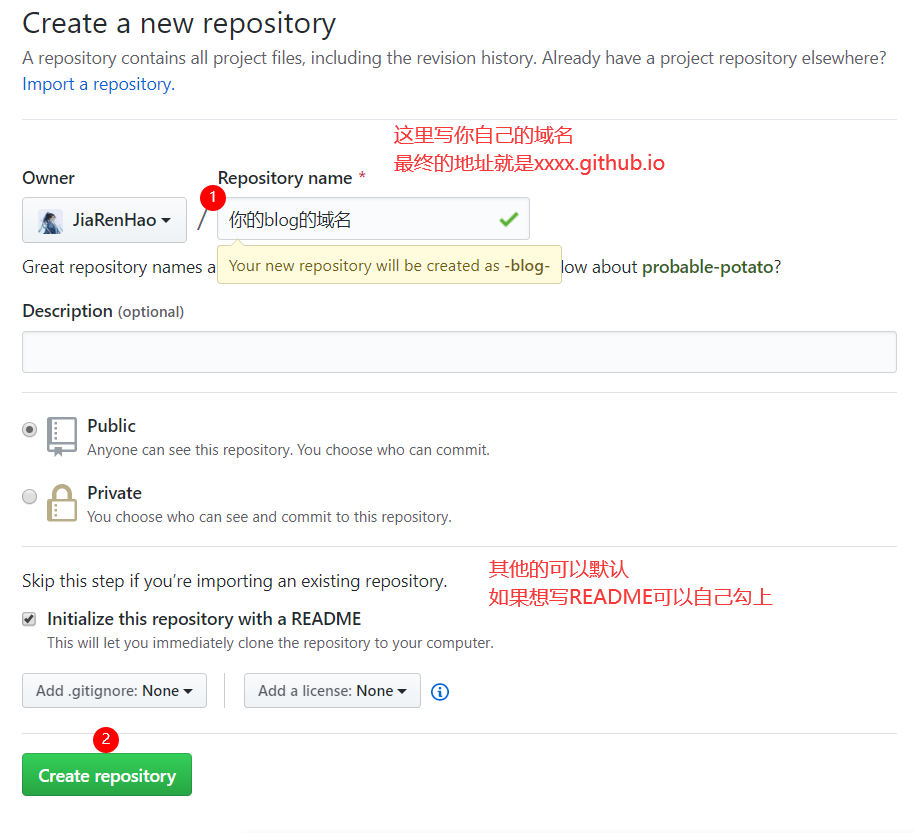 Create a new repository
A repository contains all project files, including the revision history. Already have a project repository elsewhere?
Import a repository.
这里写你自己的域名
最终的地址就是xxxx.github.io
Owner
Repository name *
1
JiaRenHao
/
你的blog的域名
Great repository names a
Your new repository will be created as -blog-
low about probable-potato?
Description (optional)
Public
Anyone can see this repository. You choose who can commit.
Private
You choose who can see and commit to this repository.
Skip this step if you’re importing an existing repository.
其他的可以默认
如果想写README可以自己勾上
Initialize this repository with a README
This will let you immediately clone the repository to your computer.
Add .gitignore: None
Add a license: None
2
Create repository